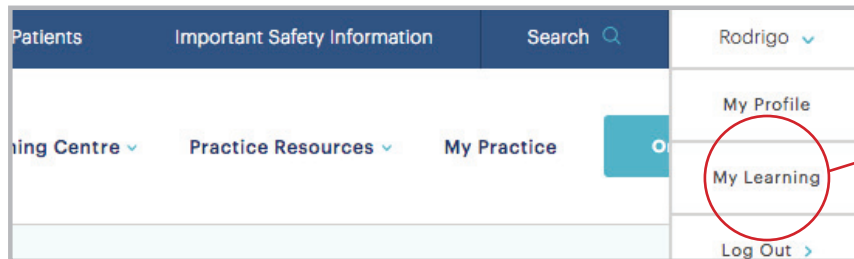 Patients Important Safety Information Search Rodrigo
My Profile
ning Centre Practice Resources My Practice
My Learning
Log Out